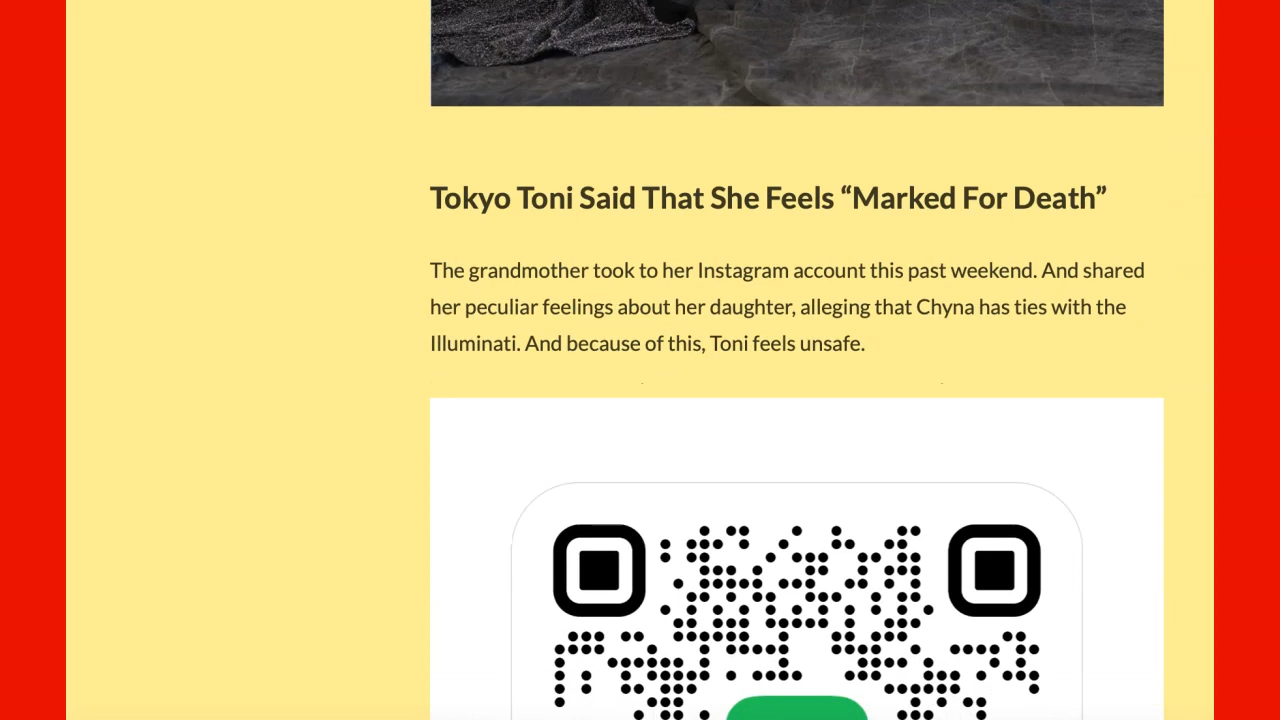 Tokyo Toni Said That She Feels “Marked For Death”
The grandmother took to her Instagram account this past weekend. And shared
her peculiar feelings about her daughter, alleging that Chyna has ties with the
Illuminati. And because of this, Toni feels unsafe.